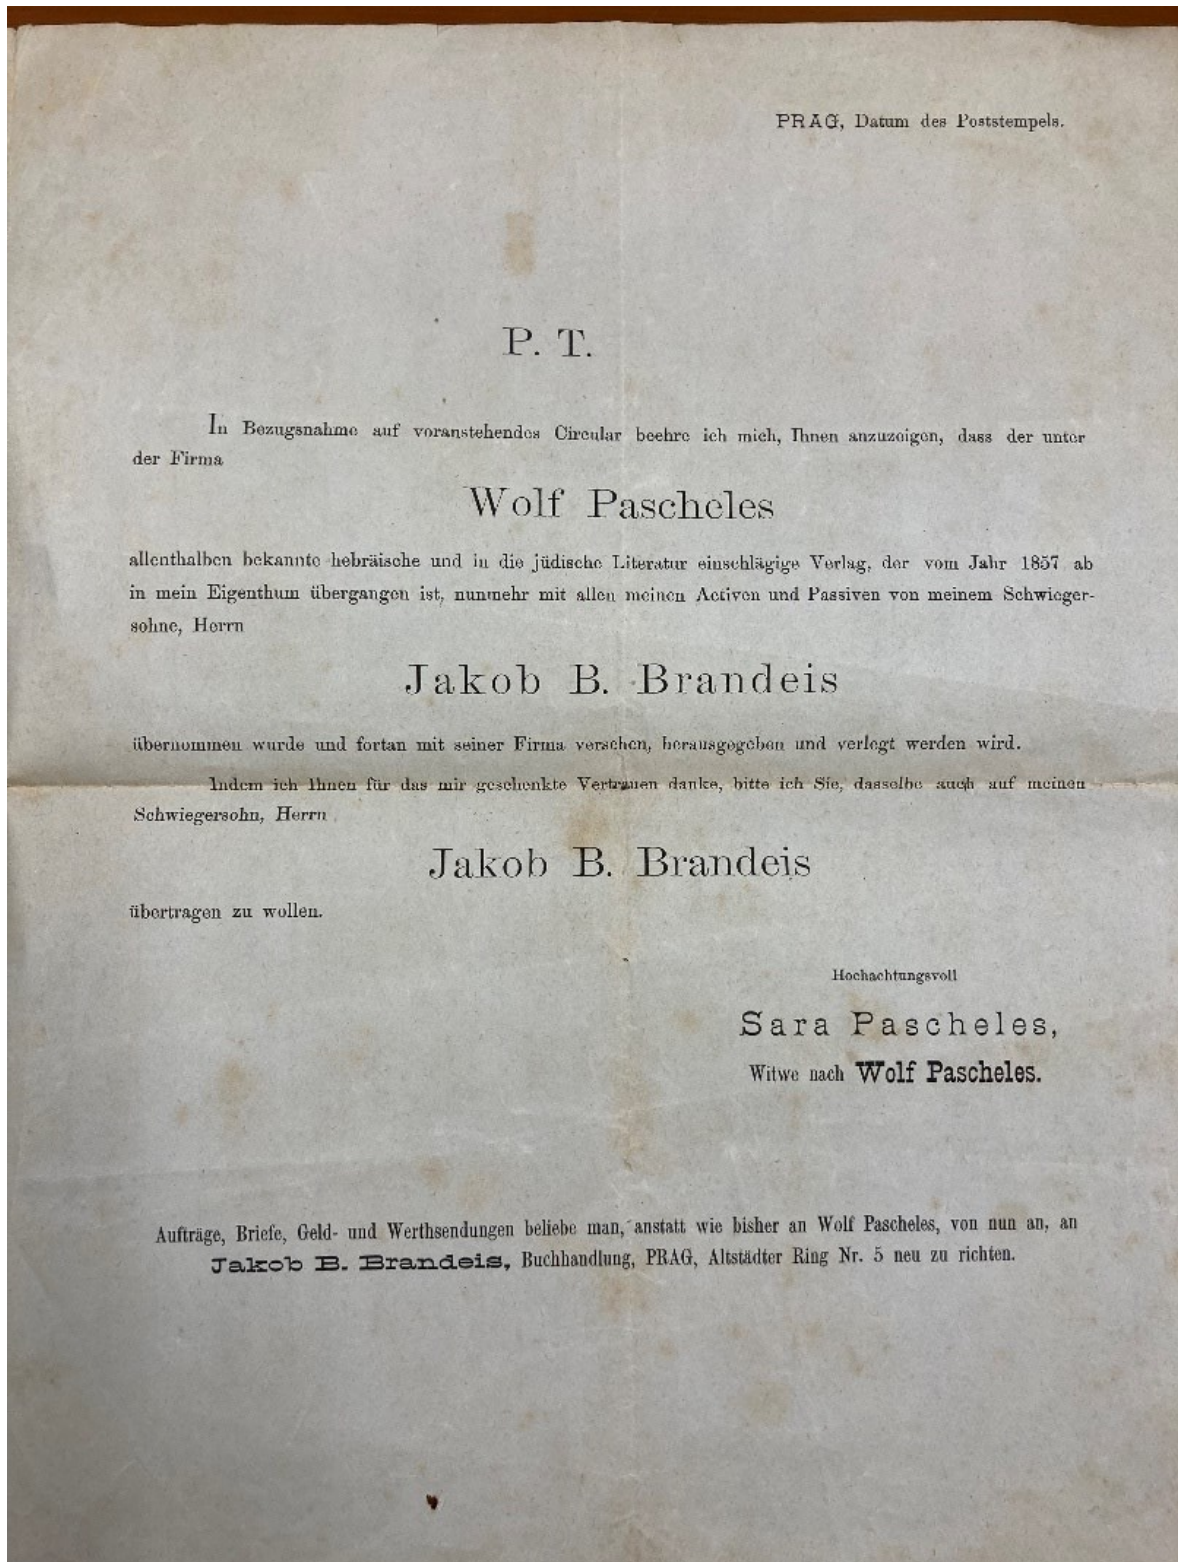 PRAG, Datum des Poststempels.
P. T.
In Bezugsnahme auf voranstehendes Circular beehre ich mich, Ihnen anzuzeigen, dass der unter
der Firma
Wolf Pascheles
allenthalben bekannte hebräische und in die jüdische Literatur einschlägige Verlag, der vom Jahr 1857 ab
in mein Eigenthum übergangen ist, nunmehr mit allen meinen Activen und Passiven von meinem Schwieger-
sohne, Herrn
Jakob B. Brandeis
übernommen wurde und fortan mit seiner Firma versehen, herausgegeben und verlegt werden wird.
Indem ich Ihnen für das mir geschenkte Vertrauen danke, bitte ich Sie, dasselbe auch auf meinen
Schwiegersohn, Herrn
Jakob B. Brandeis
übertragen zu wollen.
Hochachtungsvoll
Sara Pascheles,
Witwe nach Wolf Pascheles.
Aufträge, Briefe, Geld- und Werthsendungen beliebe man, anstatt wie bisher an Wolf Pascheles, von nun an, an
Jakob B. Brandeis, Buchhandlung, PRAG, Altstädter Ring Nr. 5 neu zu richten.